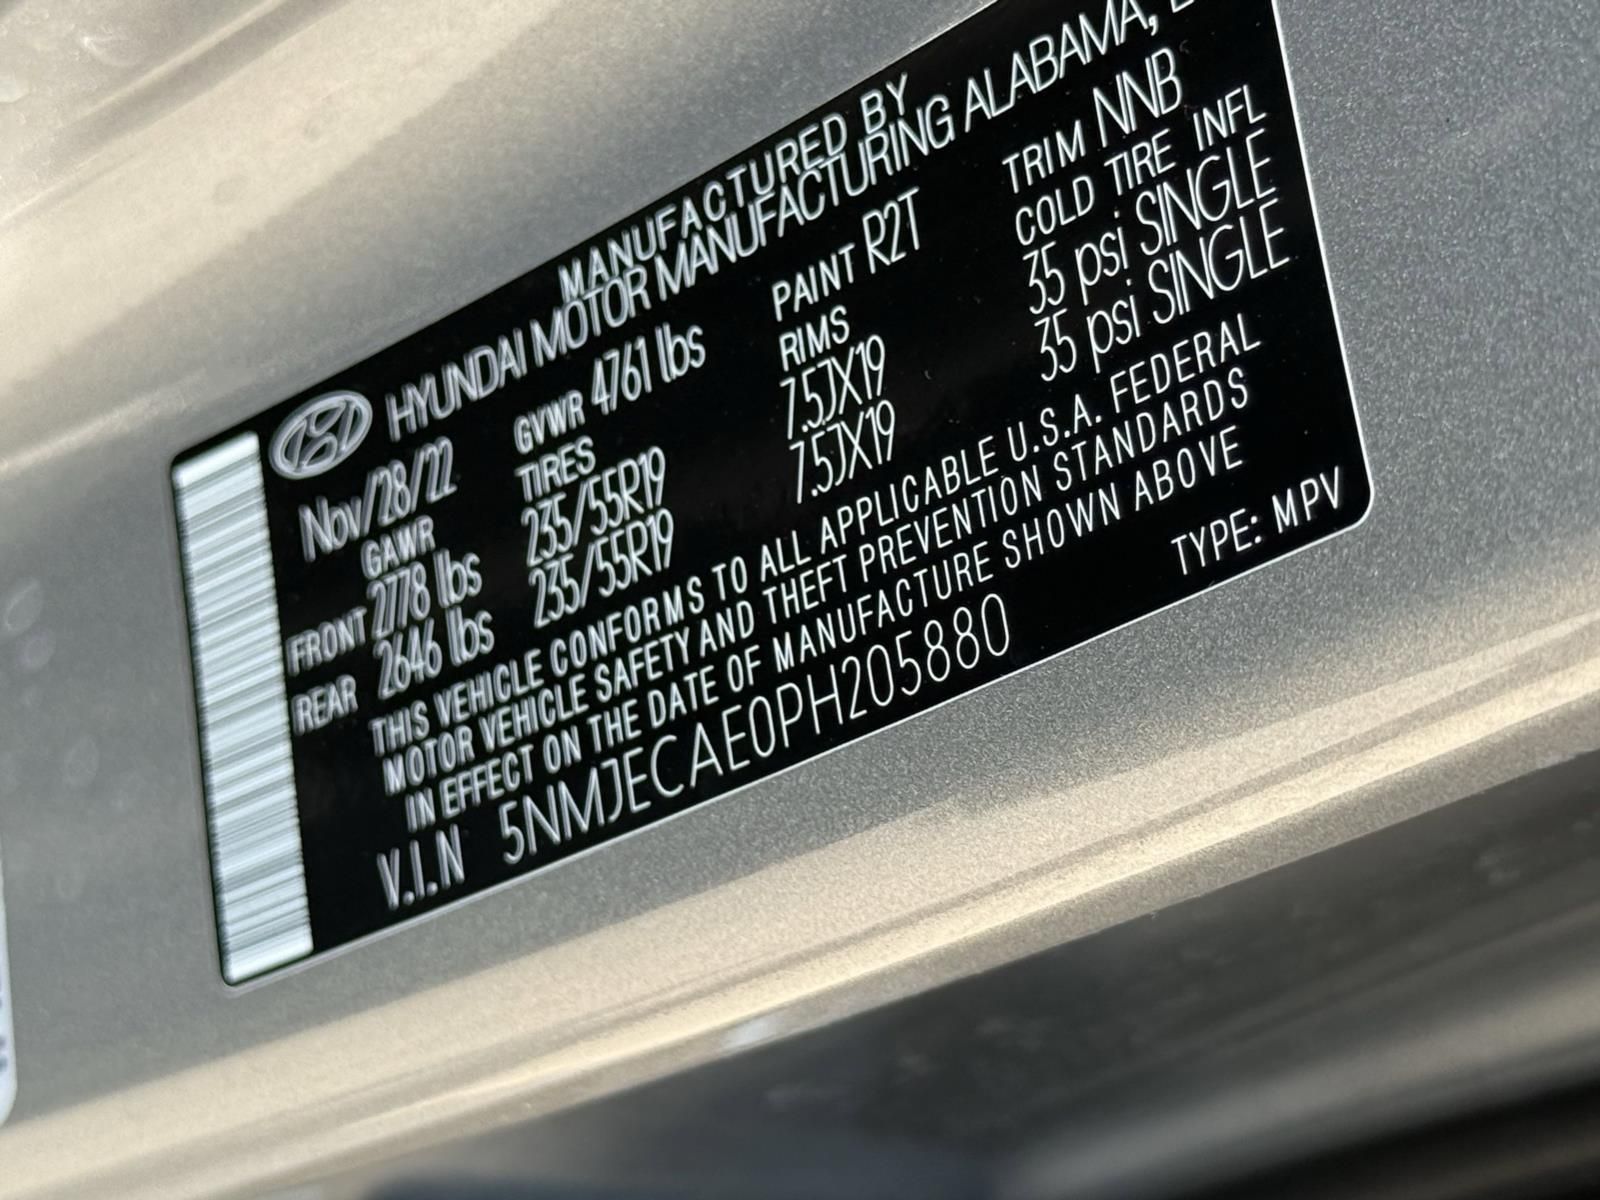 MANUFACTURED BY
HYUNDAI MOTOR MANUFACTURING ALABAMA,
Nov/28/22 GVWR 4761 lbs PAINT R2T TRIM NNB
GAWR TIRES RIMS COLD TIRE INFL
FRONT 2778 lbs 235/55R19 7.5JX19 35 psi SINGLE
REAR 2646 lbs 235/55R19 7.5JX19 35 psi SINGLE
THIS VEHICLE CONFORMS TO ALL APPLICABLE U.S.A. FEDERAL
MOTOR VEHICLE SAFETY AND THEFT PREVENTION STANDARDS
IN EFFECT ON THE DATE OF MANUFACTURE SHOWN ABOVE
V.I.N 5NMJECAE0PH205880 TYPE: MPV